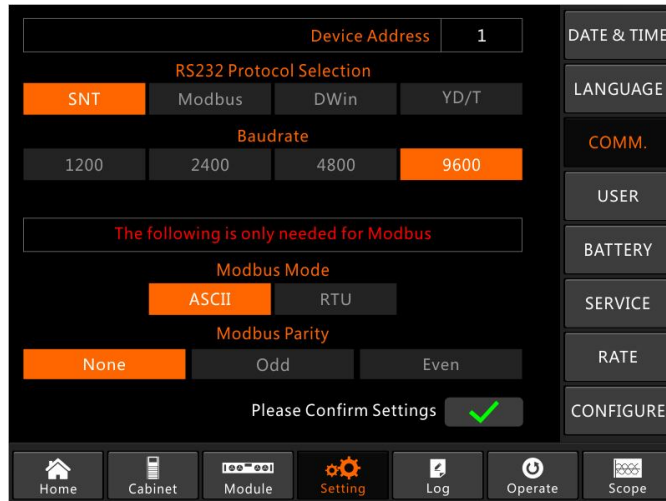 Device Address 1
RS232 Protocol Selection
SNT Modbus DWin YD/T
Baudrate
1200 2400 4800 9600
The following is only needed for Modbus
Modbus Mode
ASCII RTU
Modbus Parity
None Odd Even
Please Confirm Settings
DATE & TIME
LANGUAGE
COMM.
USER
BATTERY
SERVICE
RATE
CONFIGURE
Home Cabinet Module Setting Log Operate Scope